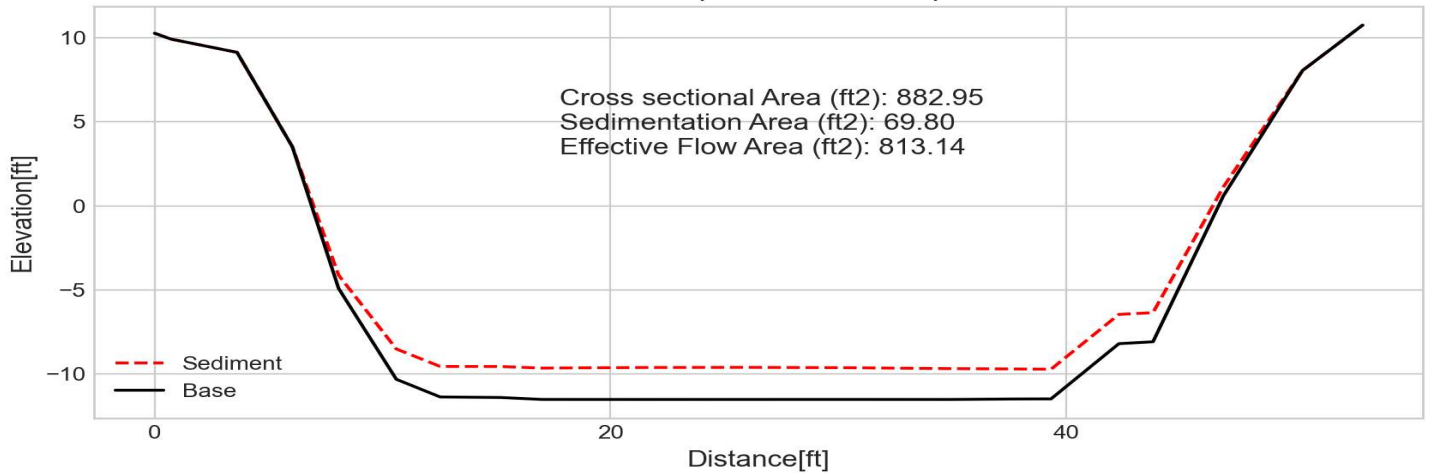 10
5
0
−5
−10
Elevation[ft]
Cross sectional Area (ft2): 882.95
Sedimentation Area (ft2): 69.80
Effective Flow Area (ft2): 813.14
Sediment
Base
0
20
40
Distance[ft]